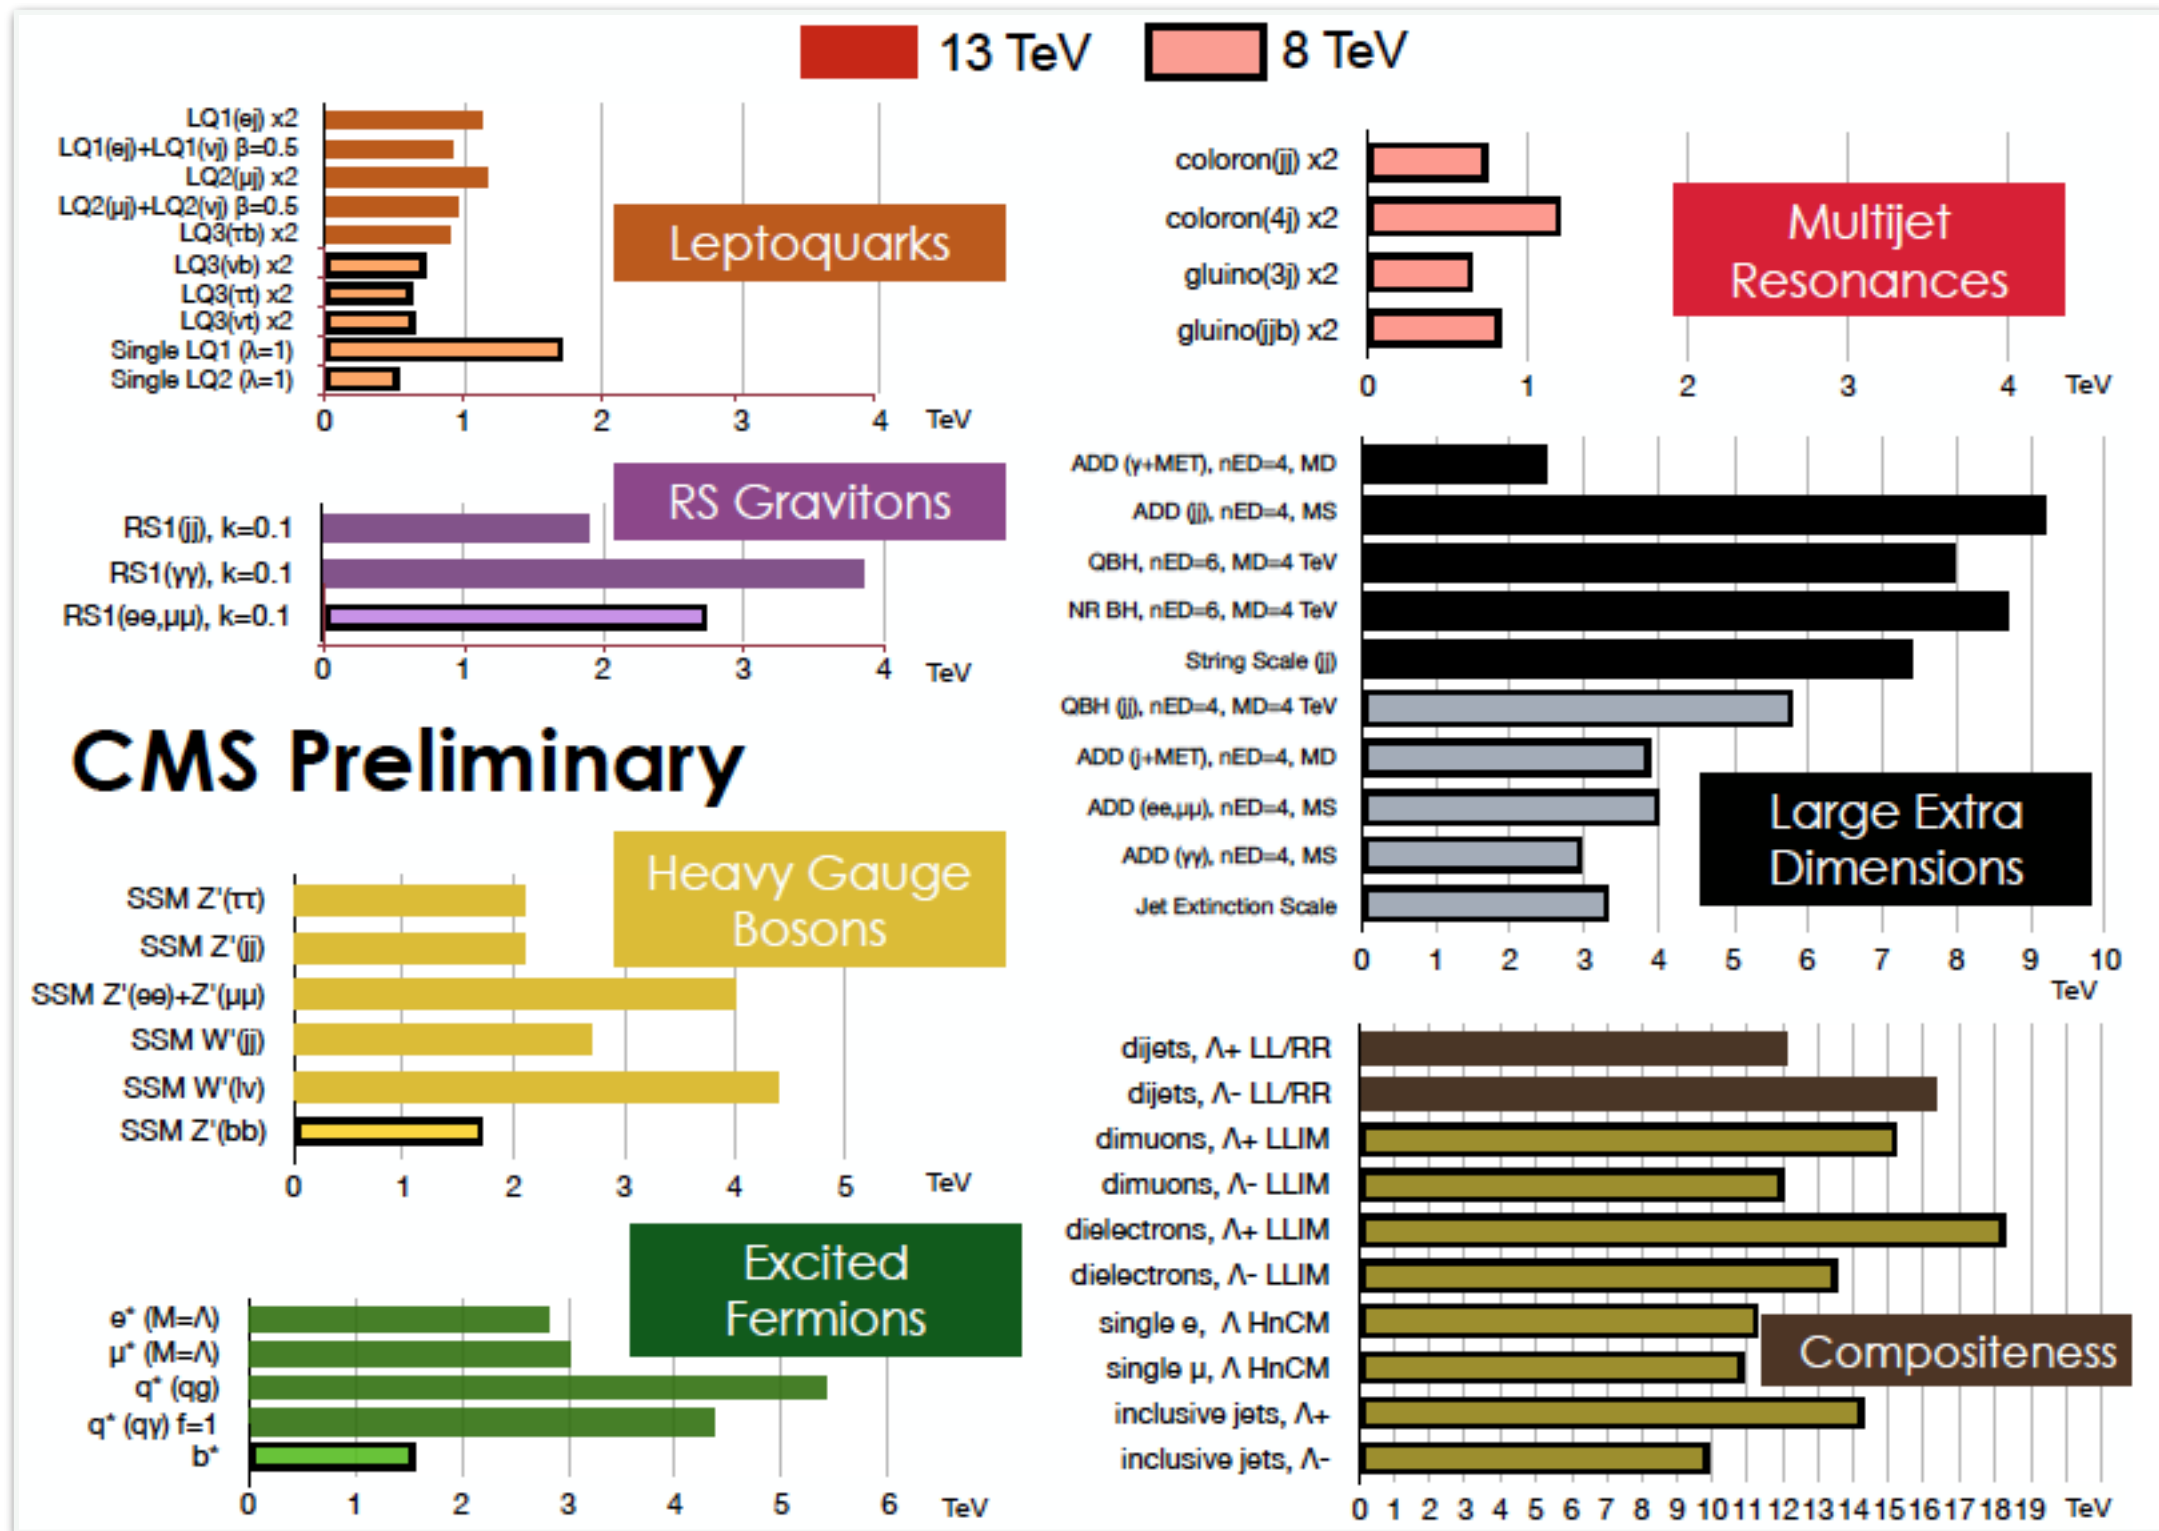 13 TeV 8 TeV
LQ1(ej) x2
LQ1(ej)+LQ1(νj) β=0.5
LQ2(μj) x2
LQ2(μj)+LQ2(νj) β=0.5
LQ3(τb) x2
LQ3(νb) x2
LQ3(ττ) x2
LQ3(vt) x2
Single LQ1 (λ=1)
Single LQ2 (λ=1)
0 1 2 3 4 TeV
Leptoquarks
RS Gravitons
RS1(jj), k=0.1
RS1(γγ), k=0.1
RS1(ee,μμ), k=0.1
0 1 2 3 4 TeV
CMS Preliminary
Heavy Gauge
Bosons
SSM Z'(ττ)
SSM Z'(jj)
SSM Z'(ee)+Z'(μμ)
SSM W'(jj)
SSM W'(lv)
SSM Z'(bb)
0 1 2 3 4 5 TeV
Excited
Fermions
e* (M=Λ)
μ* (M=Λ)
q* (qg)
q* (qγ) f=1
b*
0 1 2 3 4 5 6 TeV
coloron(jj) x2
coloron(4j) x2
gluino(3j) x2
gluino(jjb) x2
0 1 2 3 4 TeV
Multijet
Resonances
ADD (γ+MET), nED=4, MD
ADD (jj), nED=4, MS
QBH, nED=6, MD=4 TeV
NR BH, nED=6, MD=4 TeV
String Scale (jj)
QBH (jj), nED=4, MD=4 TeV
ADD (j+MET), nED=4, MD
ADD (ee,μμ), nED=4, MS
ADD (γγ), nED=4, MS
Jet Extinction Scale
0 1 2 3 4 5 6 7 8 9 10
TeV
Large Extra
Dimensions
dijets, Λ+ LL/RR
dijets, Λ- LL/RR
dimuons, Λ+ LLIM
dimuons, Λ- LLIM
dielectrons, Λ+ LLIM
dielectrons, Λ- LLIM
single e, Λ HnCM
single μ, Λ HnCM
inclusive jets, Λ+
inclusive jets, Λ-
0 1 2 3 4 5 6 7 8 9 10 11 12 13 14 15 16 17 18 19 TeV
Compositeness